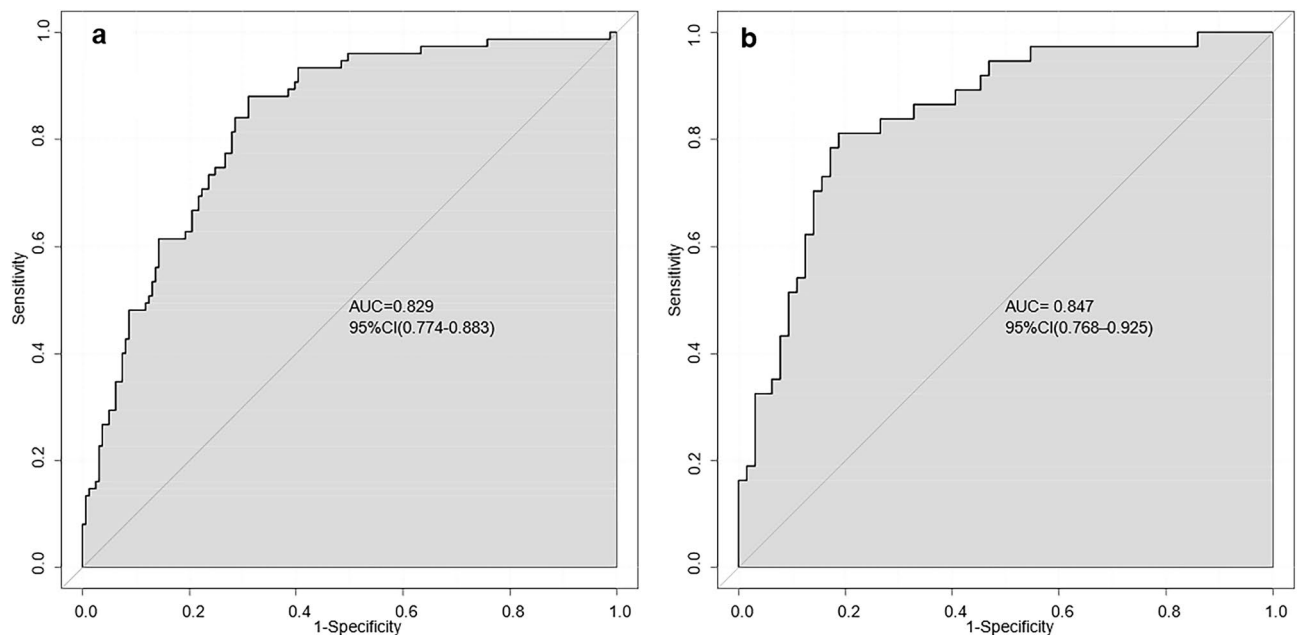 a
1.0
0.8
0.6
0.4
0.2
0.0
Sensitivity
AUC=0.829
95%CI(0.774-0.883)
0.0 0.2 0.4 0.6 0.8 1.0
1-Specificity
b
1.0
0.8
0.6
0.4
0.2
0.0
Sensitivity
AUC= 0.847
95%CI(0.768–0.925)
0.0 0.2 0.4 0.6 0.8 1.0
1-Specificity